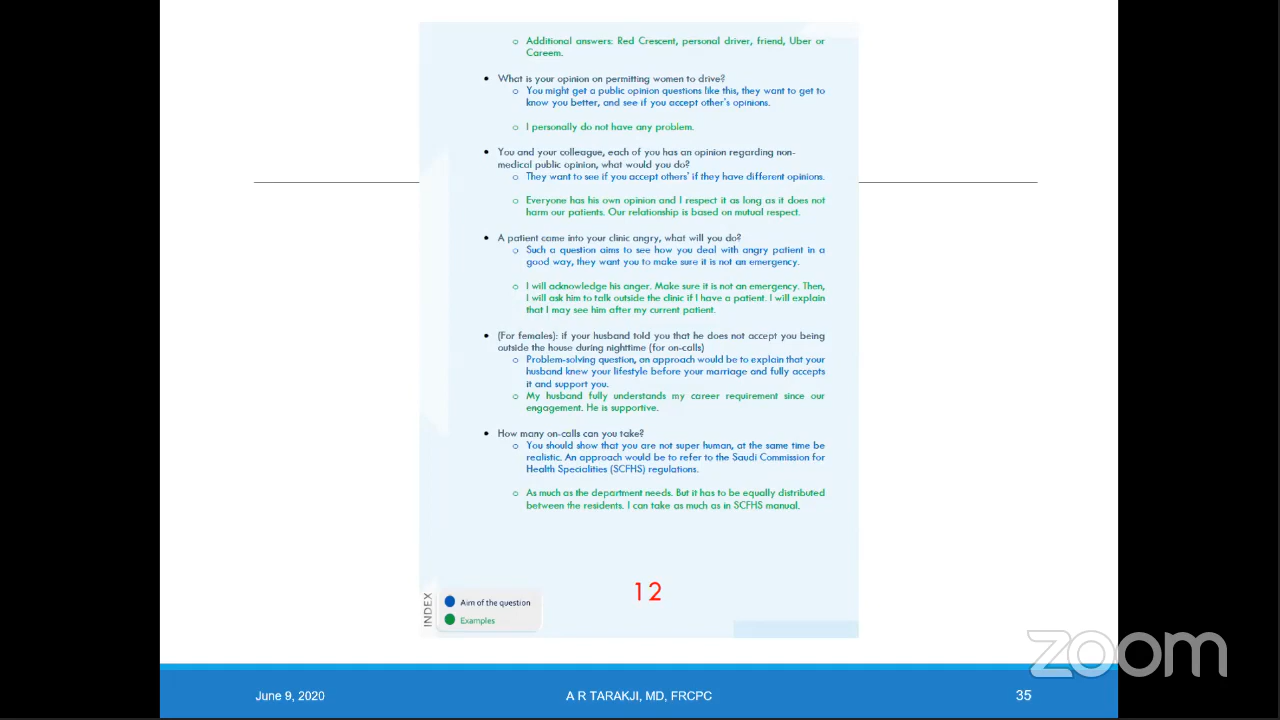 o Additional answers: Red Crescent, personal driver, friend, Uber or
Careem.
• What is your opinion on permitting women to drive?
o You might get a public opinion questions like this, they want to get to
know you better, and see if you accept other's opinions.
o I personally do not have any problem.
• You and your colleague, each of you has an opinion regarding non-
medical public opinion, what would you do?
o They want to see if you accept others' if they have different opinions.
o Everyone has his own opinion and I respect it as long as it does not
harm our patients. Our relationship is based on mutual respect.
• A patient came into your clinic angry, what will you do?
o Such a question aims to see how you deal with angry patient in a
good way, they want you to make sure it is not an emergency.
o I will acknowledge his anger. Make sure it is not an emergency. Then,
I will ask him to talk outside the clinic if I have a patient. I will explain
that I may see him after my current patient.
• (For females): if your husband told you that he does not accept you being
outside the house during nighttime (for on-calls)
o Problem-solving question, an approach would be to explain that your
husband knew your lifestyle before your marriage and fully accepts
it and support you.
o My husband fully understands my career requirement since our
engagement. He is supportive.
• How many on-calls can you take?
o You should show that you are not super human, at the same time be
realistic. An approach would be to refer to the Saudi Commission for
Health Specialities (SCFHS) regulations.
o As much as the department needs. But it has to be equally distributed
between the residents. I can take as much as in SCFHS manual.
12
INDEX
Aim of the question
Examples
zoom
June 9, 2020
A R TARAKJI, MD, FRCPC
35